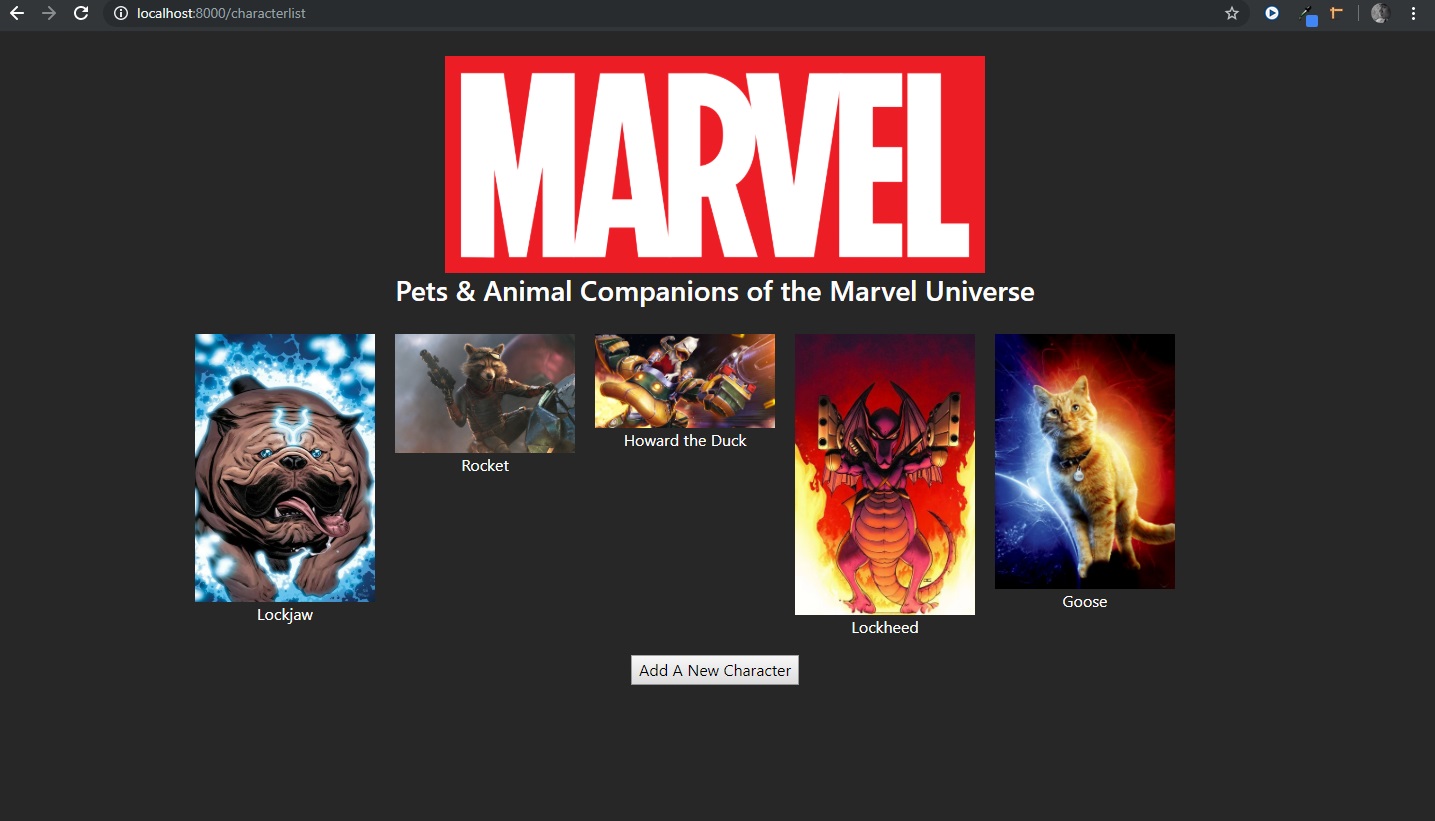 localhost:8000/characterlist
MARVEL
Pets & Animal Companions of the Marvel Universe
Lockjaw
Rocket
Howard the Duck
Lockheed
Goose
Add A New Character